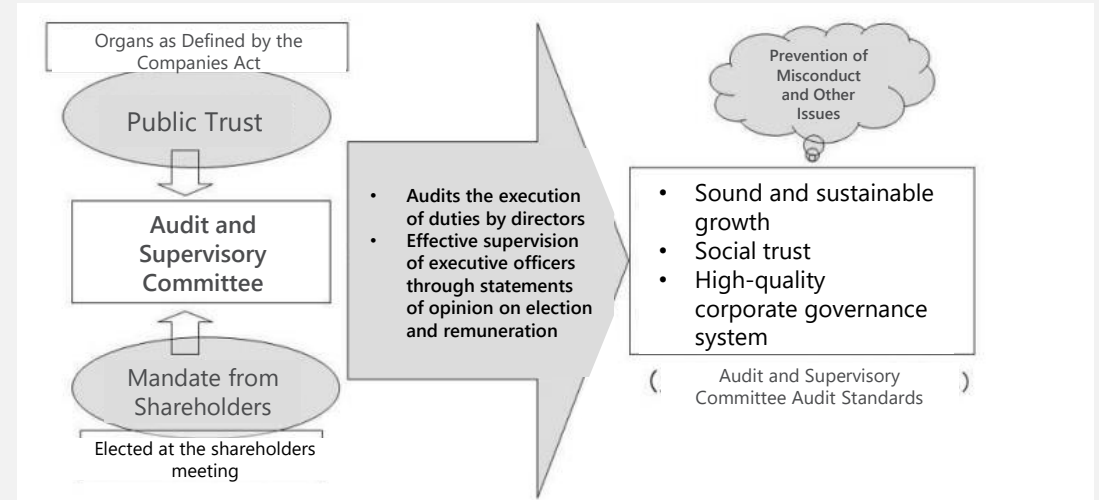 Organs as Defined by the
Companies Act
Public Trust
Audit and
Supervisory
Committee
Mandate from
Shareholders
Elected at the shareholders
meeting
• Audits the execution
of duties by directors
• Effective supervision
of executive officers
through statements
of opinion on election
and remuneration
Prevention of
Misconduct
and Other
Issues
• Sound and sustainable
growth
• Social trust
• High-quality
corporate governance
system
( Audit and Supervisory )
Committee Audit Standards